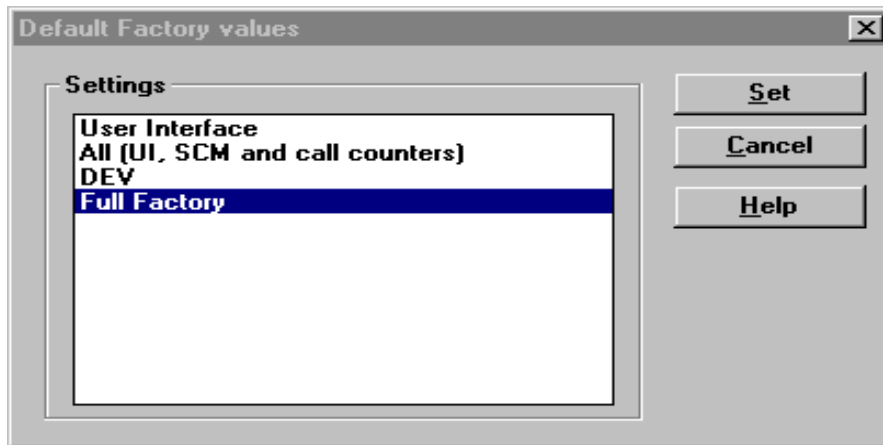 Default Factory values
Settings
User Interface
All (UI, SCM and call counters)
DEV
Full Factory
Set
Cancel
Help